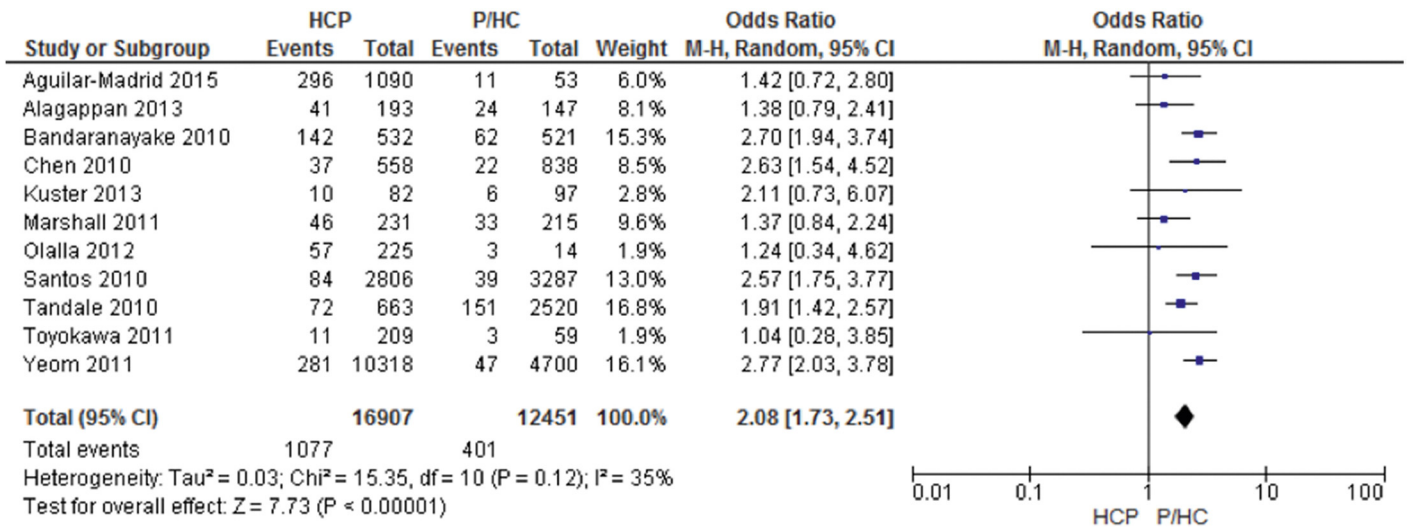 HCP P/HC Odds Ratio Odds Ratio
Study or Subgroup Events Total Events Total Weight M-H, Random, 95% CI M-H, Random, 95% CI
Aguilar-Madrid 2015 296 1090 11 53 6.0% 1.42 [0.72, 2.80]
Alagappan 2013 41 193 24 147 8.1% 1.38 [0.79, 2.41]
Bandaranayake 2010 142 532 62 521 15.3% 2.70 [1.94, 3.74]
Chen 2010 37 558 22 838 8.5% 2.63 [1.54, 4.52]
Kuster 2013 10 82 6 97 2.8% 2.11 [0.73, 6.07]
Marshall 2011 46 231 33 215 9.6% 1.37 [0.84, 2.24]
Olalla 2012 57 225 3 14 1.9% 1.24 [0.34, 4.62]
Santos 2010 84 2806 39 3287 13.0% 2.57 [1.75, 3.77]
Tandale 2010 72 663 151 2520 16.8% 1.91 [1.42, 2.57]
Toyokawa 2011 11 209 3 59 1.9% 1.04 [0.28, 3.85]
Yeom 2011 281 10318 47 4700 16.1% 2.77 [2.03, 3.78]
Total (95% CI) 16907 12451 100.0% 2.08 [1.73, 2.51]
Total events 1077 401
Heterogeneity: Tau² = 0.03; Chi² = 15.35, df = 10 (P = 0.12); I² = 35%
Test for overall effect: Z = 7.73 (P < 0.00001)
0.01 0.1 1 10 100
HCP P/HC